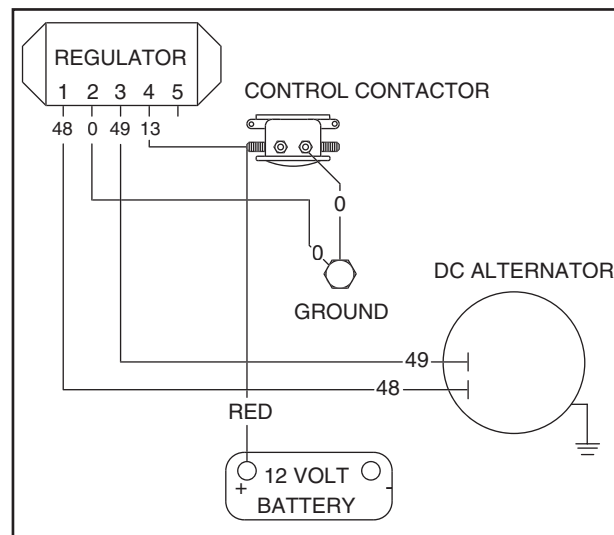 REGULATOR
1 2 3 4 5
48 0 49 13
CONTROL CONTACTOR
0
0
GROUND
DC ALTERNATOR
49
48
RED
12 VOLT
+ -
BATTERY